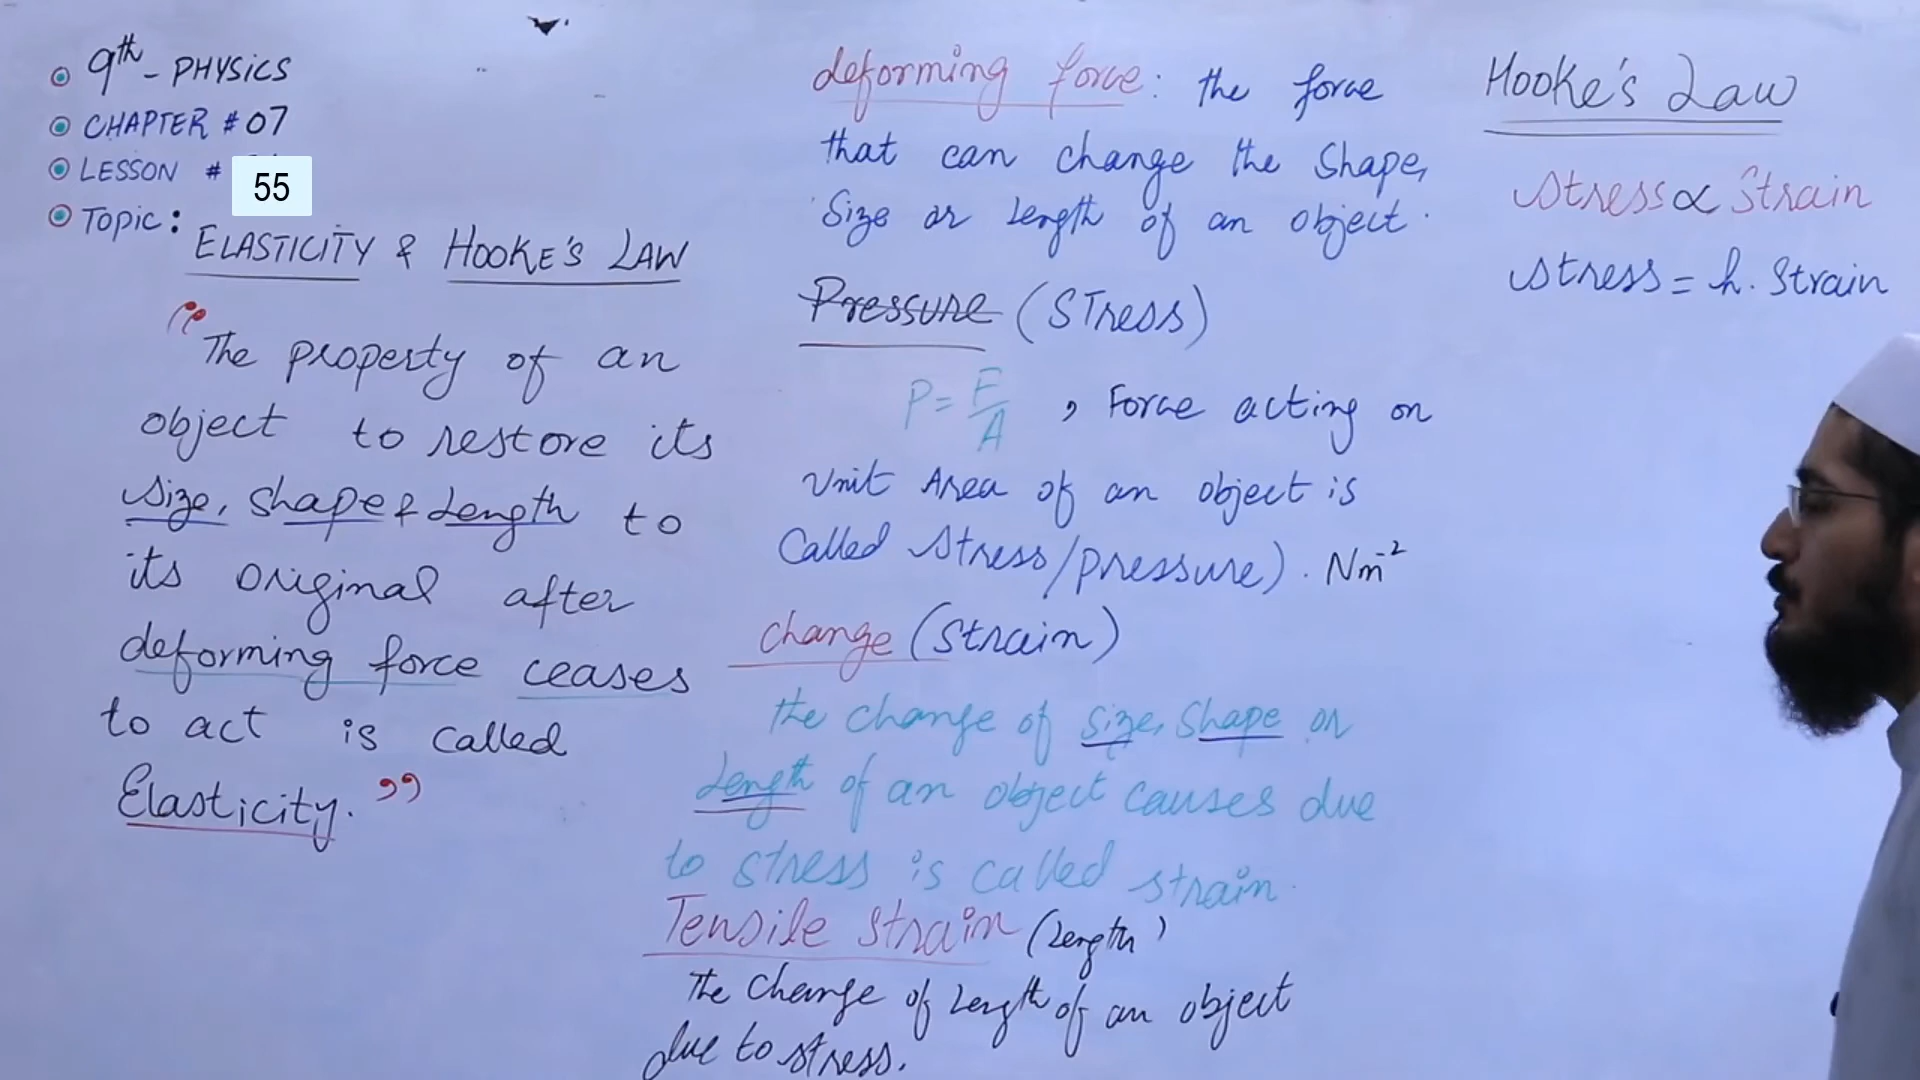 9th - PHYSICS
CHAPTER # 07
LESSON # 55
TOPIC:
ELASTICITY & HOOKE'S LAW
"The property of an
object to restore its
size, shape & Length to
its original after
deforming force ceases
to act is called
Elasticity."
deforming force: the force
that can change the shape,
Size or Length of an object.
Pressure (STRESS)
P = F/A , Force acting on
Unit Area of an object is
Called stress/pressure). Nm⁻²
change (Strain)
the change of size, shape or
Length of an object causes due
to stress is called strain.
Tensile strain (Length)
The change of Length of an object
due to stress.
Hooke's Law
Stress ∝ Strain
Stress = k. Strain